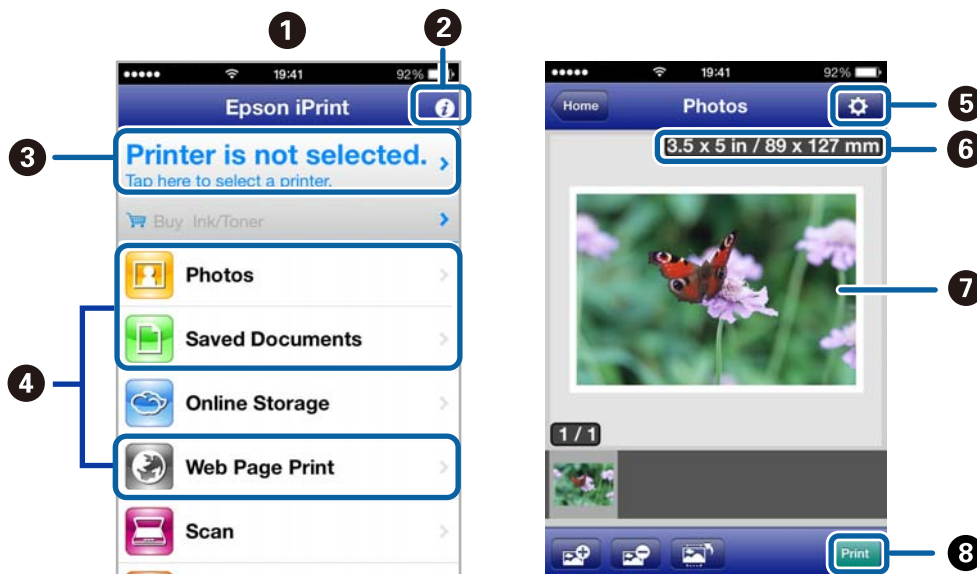 1
2
19:41
92%
Epson iPrint
3
Printer is not selected.
Tap here to select a printer.
Buy Ink/Toner
Photos
Saved Documents
4
Online Storage
Web Page Print
Scan
19:41
92%
Home
Photos
5
3.5 x 5 in / 89 x 127 mm
6
7
1 / 1
Print
8